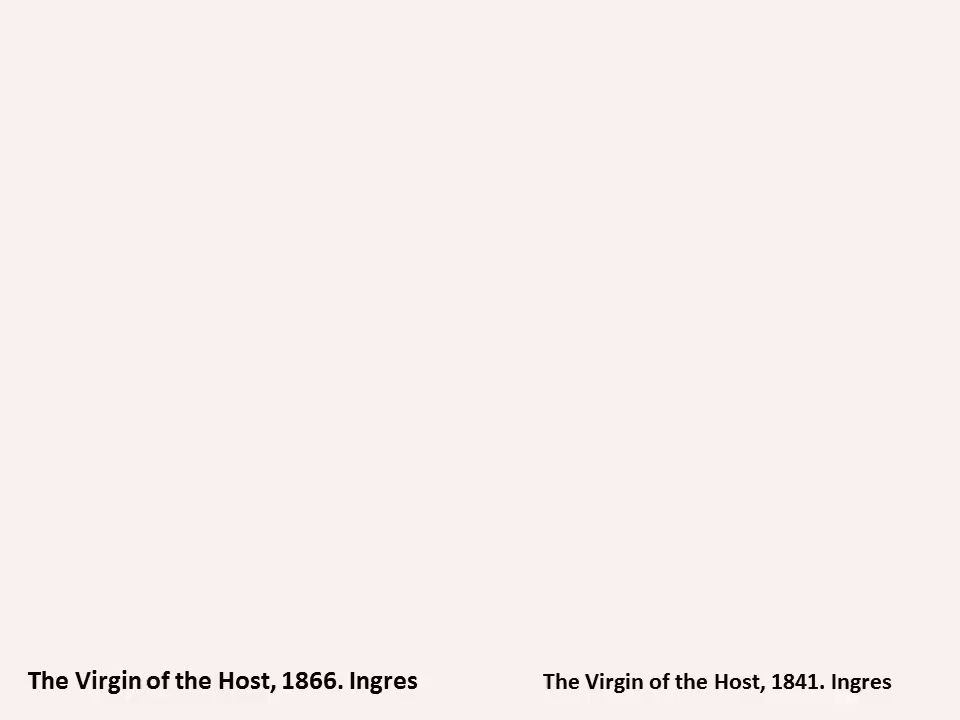 The Virgin of the Host, 1866. Ingres
The Virgin of the Host, 1841. Ingres